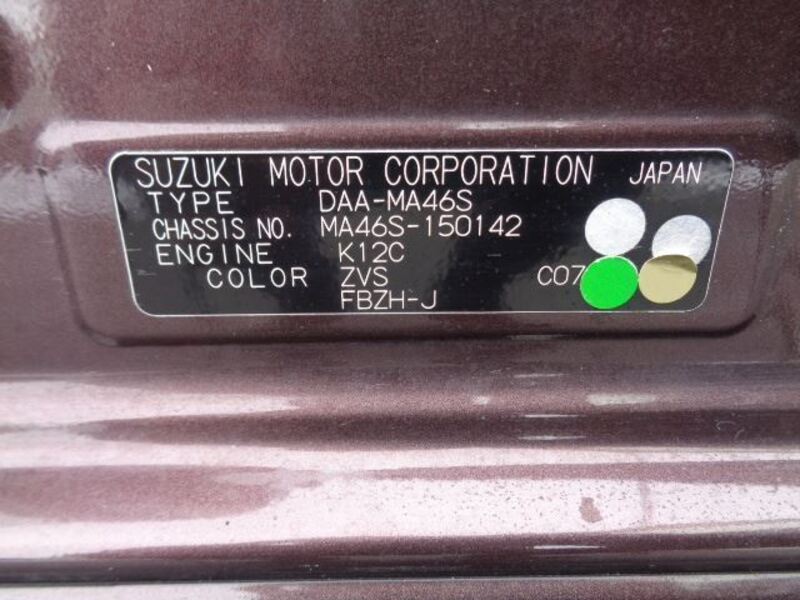 SUZUKI MOTOR CORPORATION JAPAN
TYPE DAA-MA46S
CHASSIS NO. MA46S-150142
ENGINE K12C
COLOR ZVS C07
FBZH-J